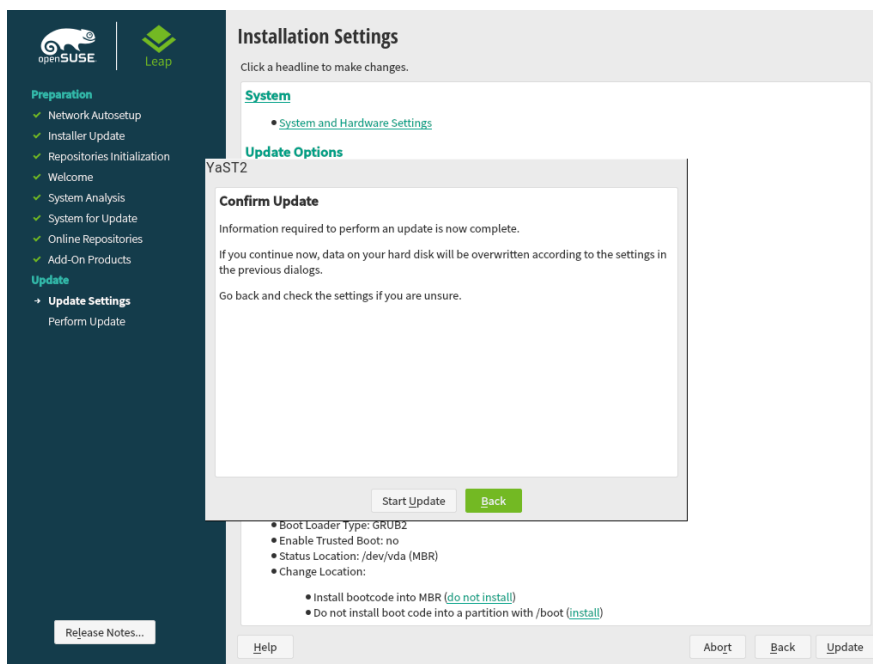 openSUSE
Leap
Preparation
Network Autosetup
Installer Update
Repositories Initialization
Welcome
System Analysis
System for Update
Online Repositories
Add-On Products
Update
Update Settings
Perform Update
Release Notes...
Installation Settings
Click a headline to make changes.
System
System and Hardware Settings
Update Options
YaST2
Confirm Update
Information required to perform an update is now complete.
If you continue now, data on your hard disk will be overwritten according to the settings in
the previous dialogs.
Go back and check the settings if you are unsure.
Start Update
Back
Boot Loader Type: GRUB2
Enable Trusted Boot: no
Status Location: /dev/vda (MBR)
Change Location:
Install bootcode into MBR (do not install)
Do not install boot code into a partition with /boot (install)
Help
Abort
Back
Update